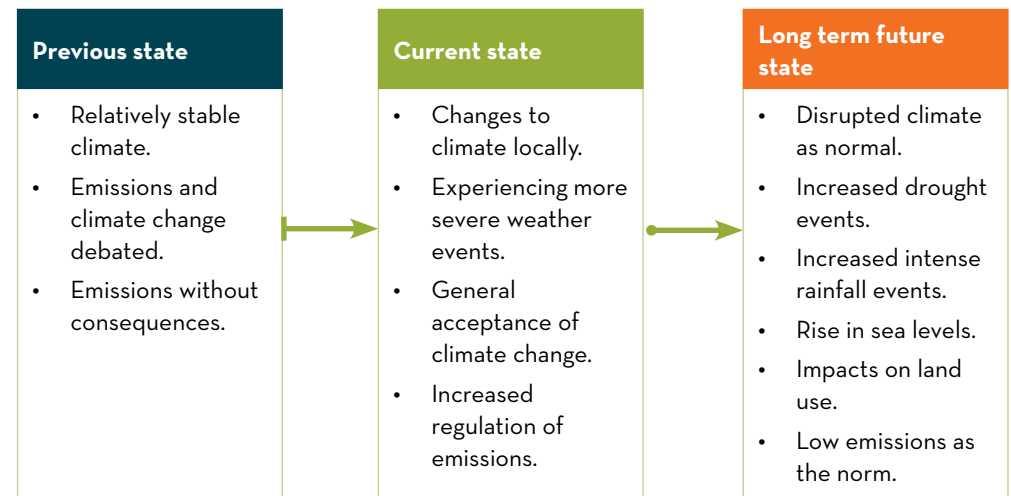 Previous state
• Relatively stable
climate.
• Emissions and
climate change
debated.
• Emissions without
consequences.
Current state
• Changes to
climate locally.
• Experiencing more
severe weather
events.
• General
acceptance of
climate change.
• Increased
regulation of
emissions.
Long term future
state
• Disrupted climate
as normal.
• Increased drought
events.
• Increased intense
rainfall events.
• Rise in sea levels.
• Impacts on land
use.
• Low emissions as
the norm.